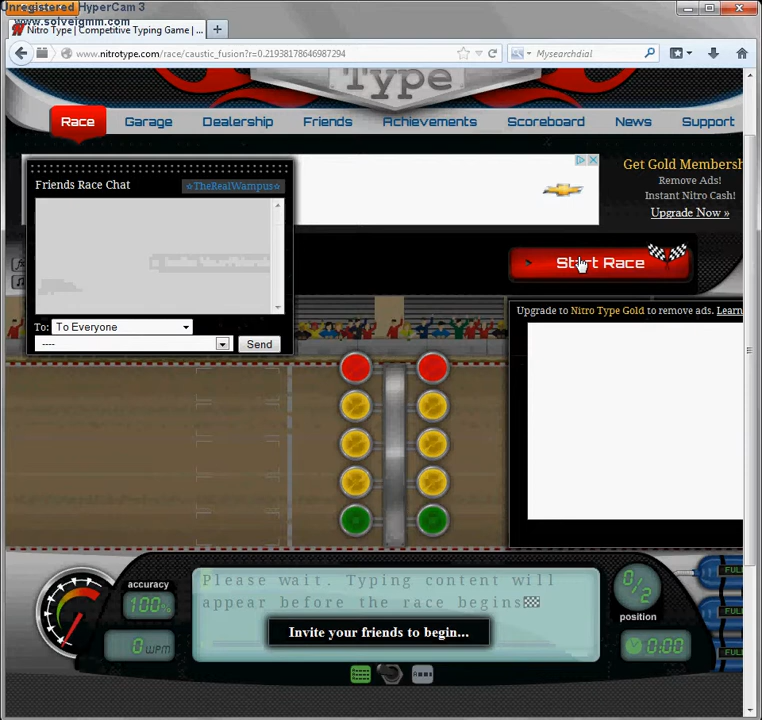 Unregistered HyperCam 3
www.solveigmm.com
Nitro Type | Competitive Typing Game | ...
www.nitrotype.com/race/caustic_fusion?r=0.21938178646987294
Mysearchdial
Type
Race
Garage
Dealership
Friends
Achievements
Scoreboard
News
Support
Friends Race Chat
☆TheRealWampus☆
Get Gold Membersh
Remove Ads!
Instant Nitro Cash!
Upgrade Now »
Start Race
To: To Everyone
----
Send
Upgrade to Nitro Type Gold to remove ads. Learn
accuracy
100%
0 WPM
Please wait. Typing content will
appear before the race begins
Invite your friends to begin...
0/2
position
0:00
FULL
FULL
FULL